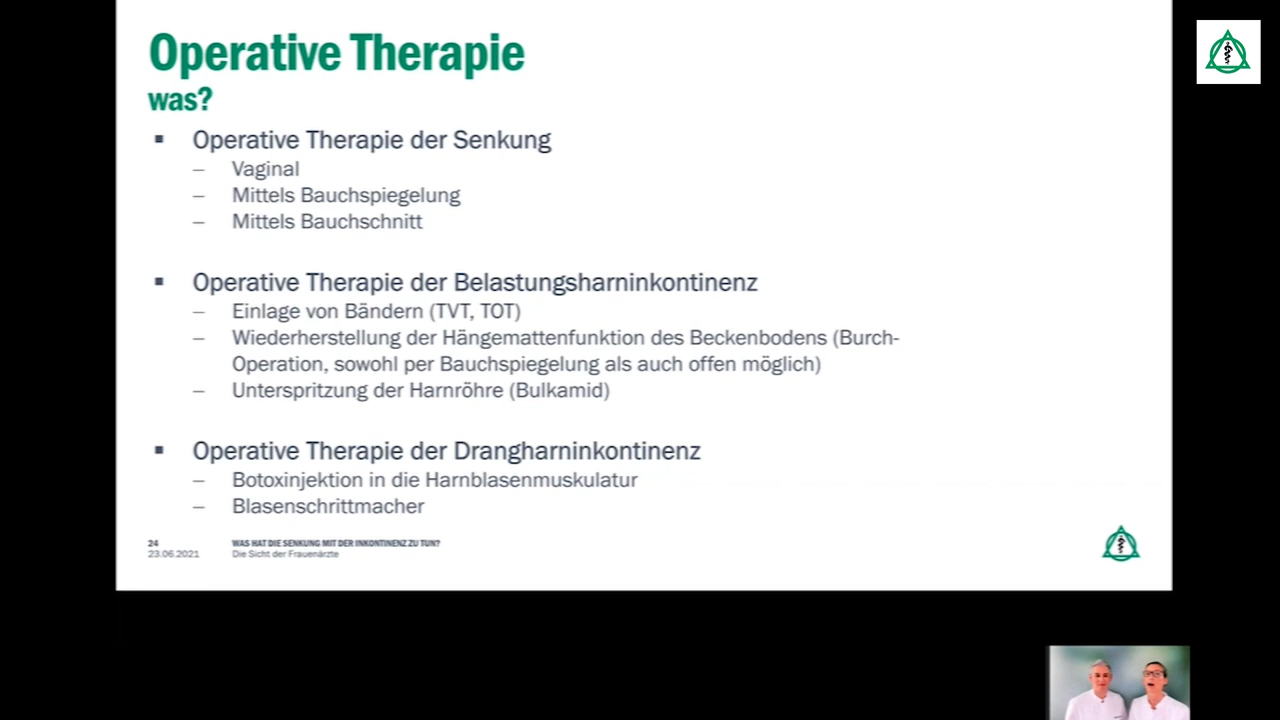 Operative Therapie
was?
▪ Operative Therapie der Senkung
– Vaginal
– Mittels Bauchspiegelung
– Mittels Bauchschnitt
▪ Operative Therapie der Belastungsharninkontinenz
– Einlage von Bändern (TVT, TOT)
– Wiederherstellung der Hängemattenfunktion des Beckenbodens (Burch-
Operation, sowohl per Bauchspiegelung als auch offen möglich)
– Unterspritzung der Harnröhre (Bulkamid)
▪ Operative Therapie der Drangharninkontinenz
– Botoxinjektion in die Harnblasenmuskulatur
– Blasenschrittmacher
24 WAS HAT DIE SENKUNG MIT DER INKONTINENZ ZU TUN?
23.06.2021 Die Sicht der Frauenärzte